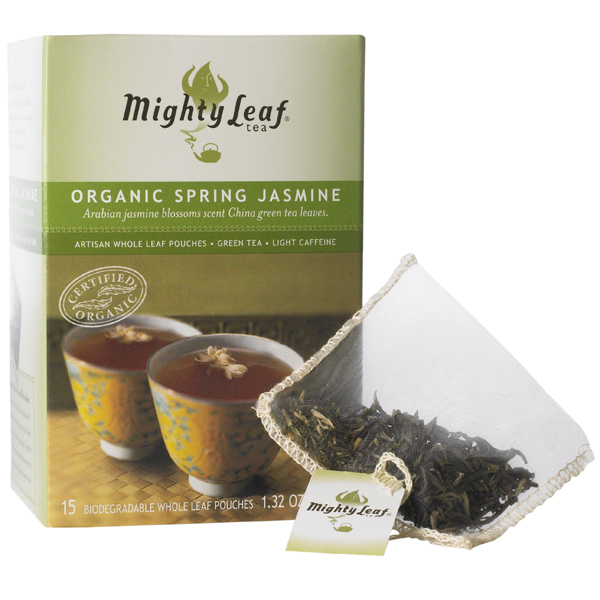 Mighty Leaf®
tea
ORGANIC SPRING JASMINE
Arabian jasmine blossoms scent China green tea leaves.
ARTISAN WHOLE LEAF POUCHES • GREEN TEA • LIGHT CAFFEINE
CERTIFIED
ORGANIC
15 BIODEGRADABLE WHOLE LEAF POUCHES 1.32 OZ
Mighty Leaf
tea